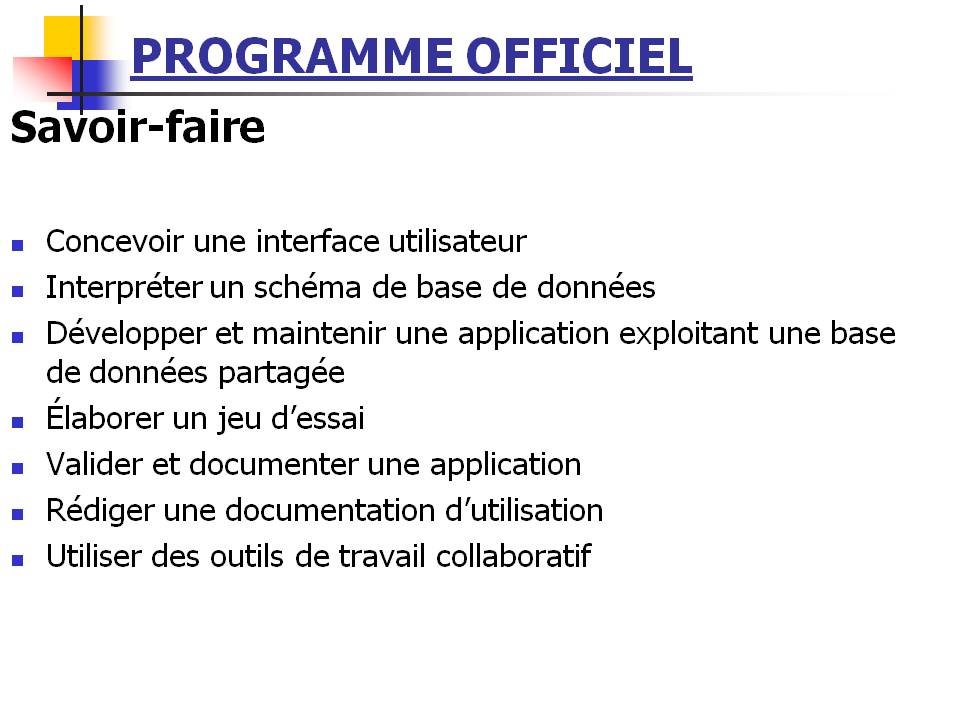 PROGRAMME OFFICIEL
Savoir-faire
Concevoir une interface utilisateur
Interpréter un schéma de base de données
Développer et maintenir une application exploitant une base
de données partagée
Élaborer un jeu d’essai
Valider et documenter une application
Rédiger une documentation d’utilisation
Utiliser des outils de travail collaboratif